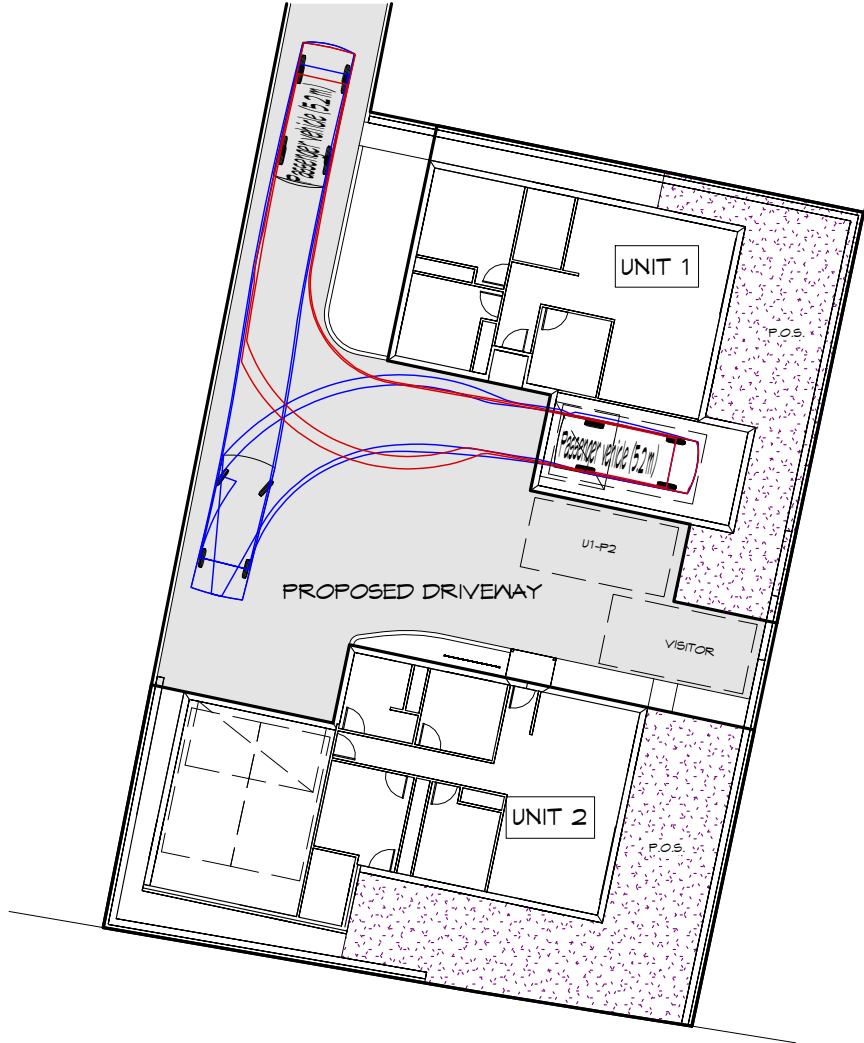 Passenger vehicle (5.2m)
UNIT 1
P.O.S.
Passenger vehicle (5.2m)
U1-P2
PROPOSED DRIVEWAY
VISITOR
UNIT 2
P.O.S.